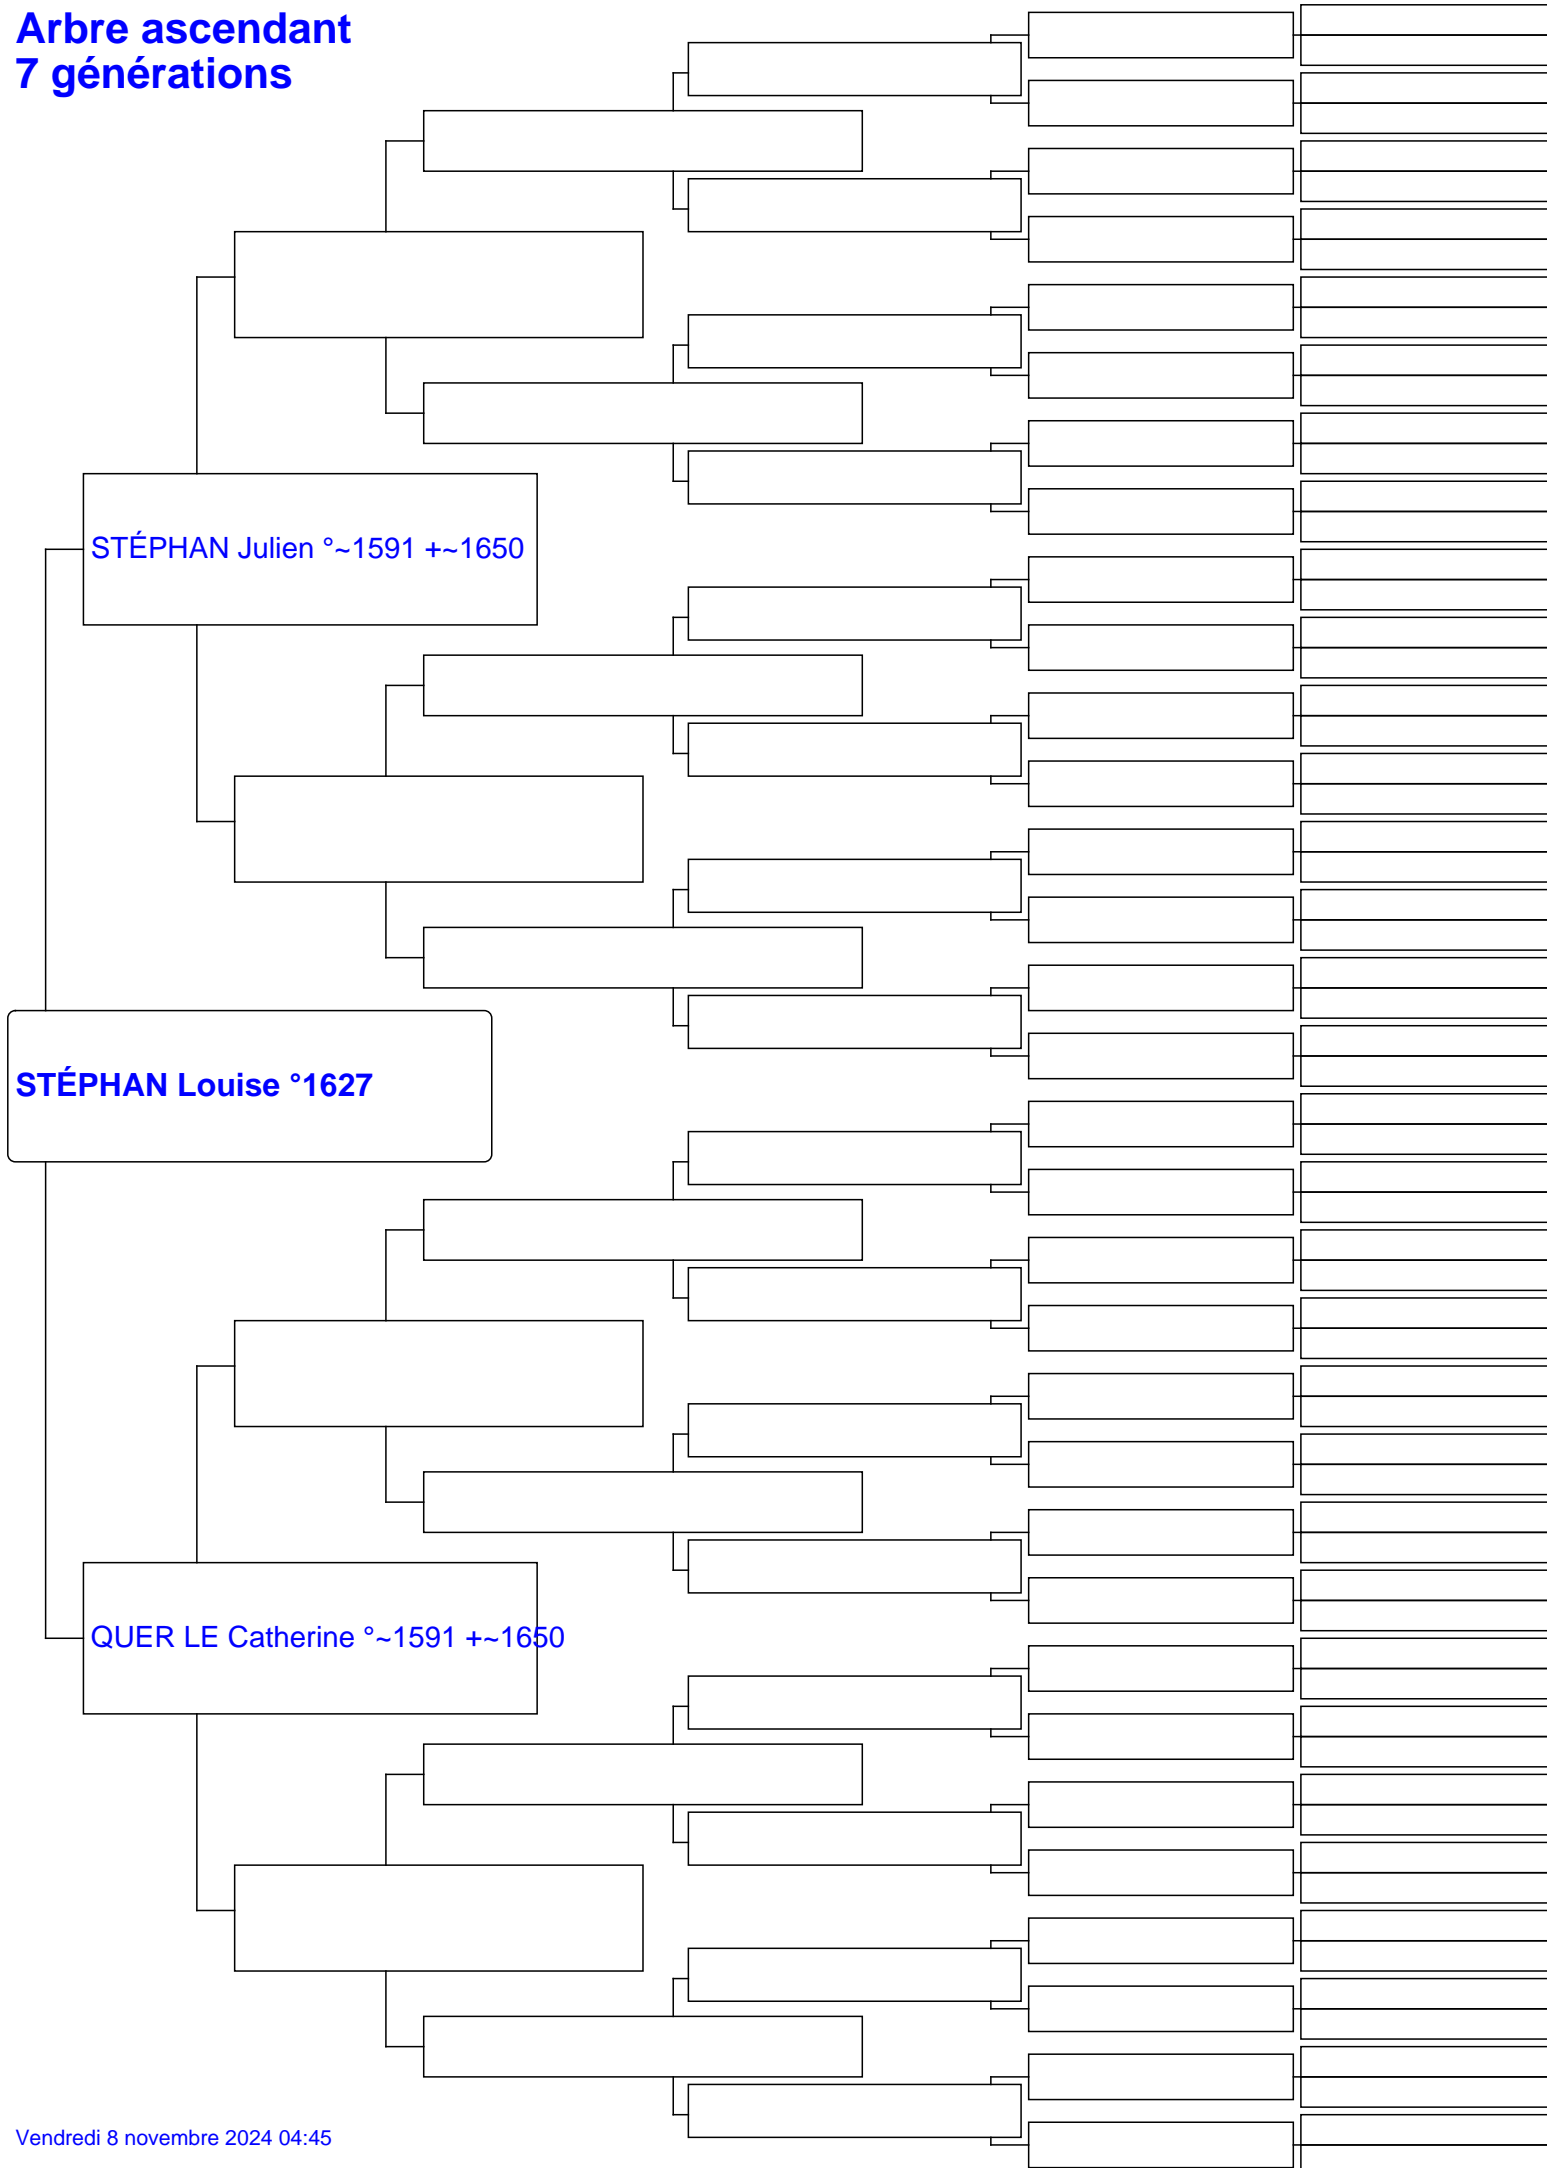 Arbre ascendant
7 générations
STÉPHAN Julien °~1591 +~1650
STÉPHAN Louise °1627
QUER LE Catherine °~1591 +~1650
Vendredi 8 novembre 2024 04:45